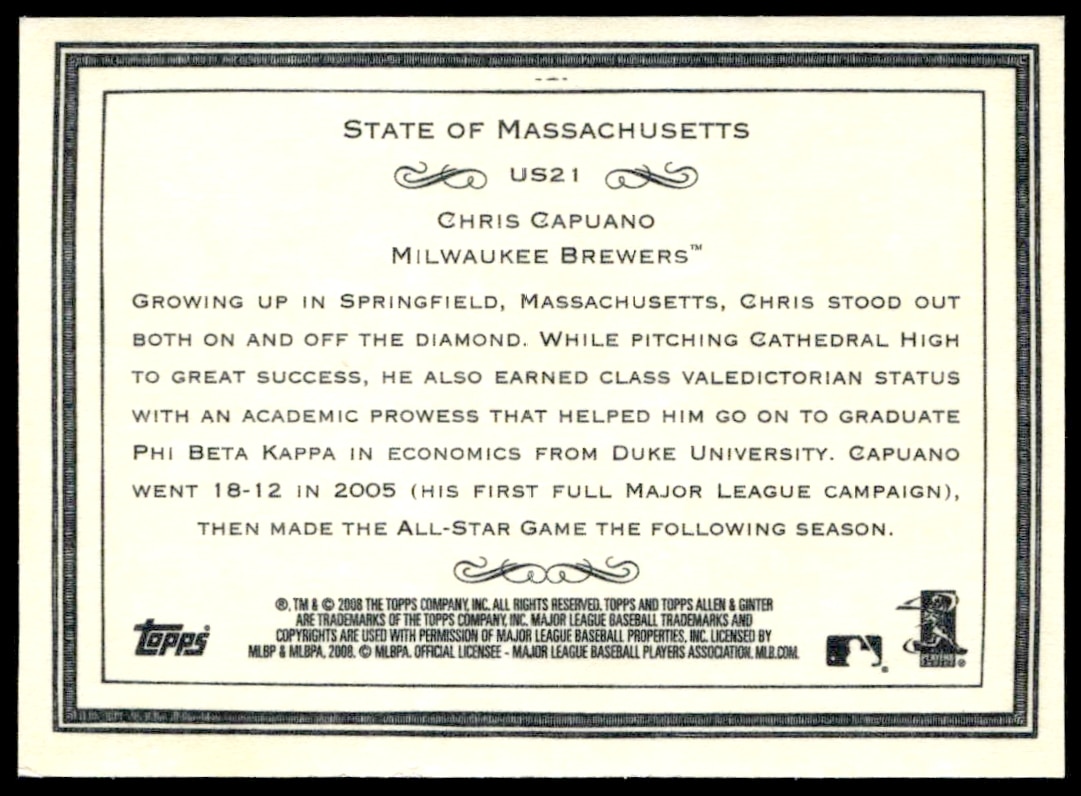 State of Massachusetts
US21
Chris Capuano
Milwaukee Brewers™
Growing up in Springfield, Massachusetts, Chris stood out
both on and off the diamond. While pitching Cathedral High
to great success, he also earned class valedictorian status
with an academic prowess that helped him go on to graduate
Phi Beta Kappa in economics from Duke University. Capuano
went 18-12 in 2005 (his first full Major League campaign),
then made the All-Star Game the following season.
®, TM & © 2008 THE TOPPS COMPANY, INC. ALL RIGHTS RESERVED. TOPPS AND TOPPS ALLEN & GINTER
ARE TRADEMARKS OF THE TOPPS COMPANY, INC. MAJOR LEAGUE BASEBALL TRADEMARKS AND
COPYRIGHTS ARE USED WITH PERMISSION OF MAJOR LEAGUE BASEBALL PROPERTIES, INC. LICENSED BY
MLBP & MLBPA, 2008. © MLBPA. OFFICIAL LICENSEE - MAJOR LEAGUE BASEBALL PLAYERS ASSOCIATION. MLB.COM.
Topps
PLAYERS
CHOICE